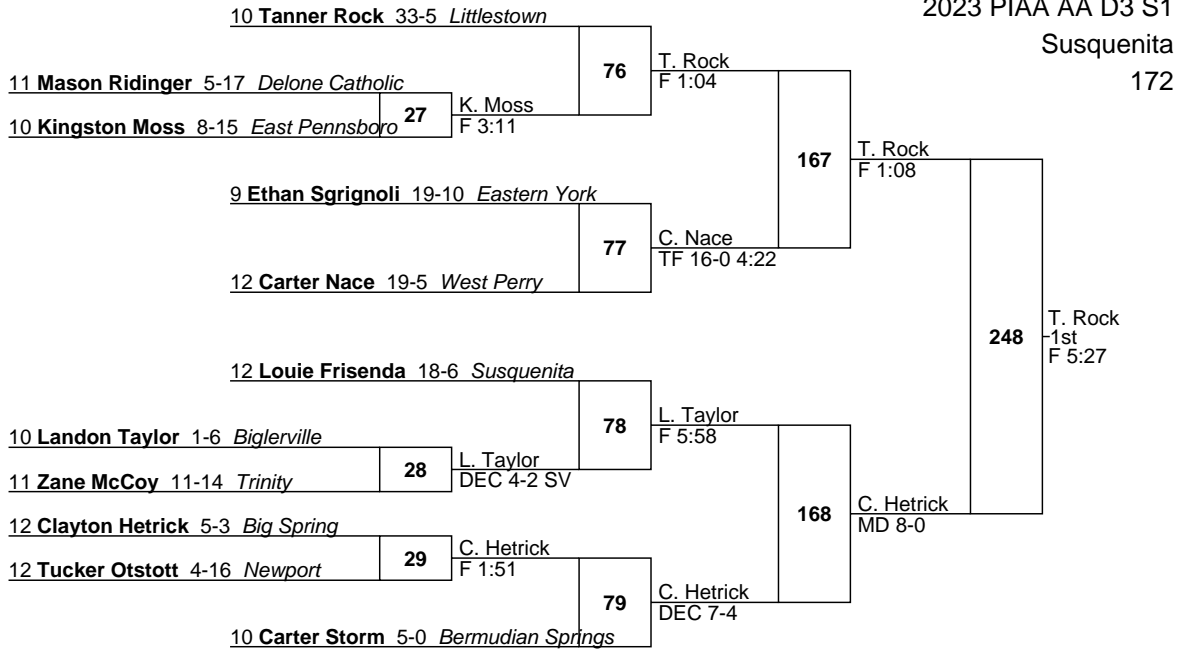 2023 PIAA AA D3 S1
Susquenita
172
10 Tanner Rock 33-5 Littlestown
76
T. Rock
F 1:04
11 Mason Ridinger 5-17 Delone Catholic
27
K. Moss
F 3:11
10 Kingston Moss 8-15 East Pennsboro
167
T. Rock
F 1:08
9 Ethan Sgrignoli 19-10 Eastern York
77
C. Nace
TF 16-0 4:22
12 Carter Nace 19-5 West Perry
248
T. Rock
1st
F 5:27
12 Louie Frisenda 18-6 Susquenita
78
L. Taylor
F 5:58
10 Landon Taylor 1-6 Biglerville
28
L. Taylor
DEC 4-2 SV
11 Zane McCoy 11-14 Trinity
168
C. Hetrick
MD 8-0
12 Clayton Hetrick 5-3 Big Spring
29
C. Hetrick
F 1:51
12 Tucker Otstott 4-16 Newport
79
C. Hetrick
DEC 7-4
10 Carter Storm 5-0 Bermudian Springs